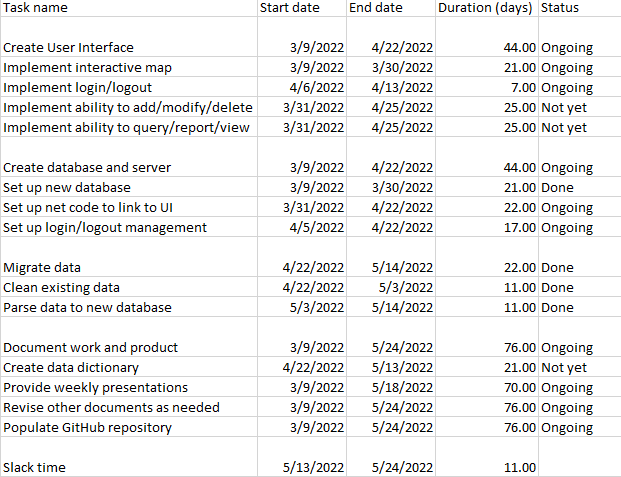 Task name Start date End date Duration (days) Status
Create User Interface 3/9/2022 4/22/2022 44.00 Ongoing
Implement interactive map 3/9/2022 3/30/2022 21.00 Ongoing
Implement login/logout 4/6/2022 4/13/2022 7.00 Ongoing
Implement ability to add/modify/delete 3/31/2022 4/25/2022 25.00 Not yet
Implement ability to query/report/view 3/31/2022 4/25/2022 25.00 Not yet
Create database and server 3/9/2022 4/22/2022 44.00 Ongoing
Set up new database 3/9/2022 3/30/2022 21.00 Done
Set up net code to link to UI 3/31/2022 4/22/2022 22.00 Ongoing
Set up login/logout management 4/5/2022 4/22/2022 17.00 Ongoing
Migrate data 4/22/2022 5/14/2022 22.00 Done
Clean existing data 4/22/2022 5/3/2022 11.00 Done
Parse data to new database 5/3/2022 5/14/2022 11.00 Done
Document work and product 3/9/2022 5/24/2022 76.00 Ongoing
Create data dictionary 4/22/2022 5/13/2022 21.00 Not yet
Provide weekly presentations 3/9/2022 5/18/2022 70.00 Ongoing
Revise other documents as needed 3/9/2022 5/24/2022 76.00 Ongoing
Populate GitHub repository 3/9/2022 5/24/2022 76.00 Ongoing
Slack time 5/13/2022 5/24/2022 11.00